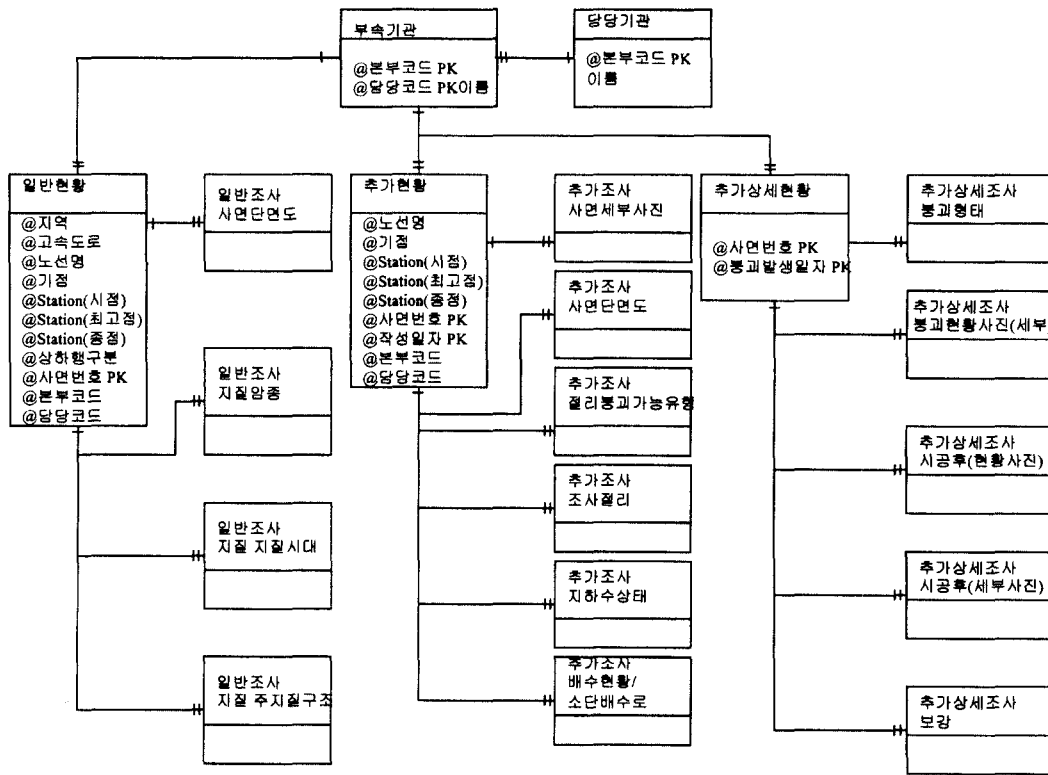 부속기관
@본부코드 PK
@담당코드 PK이름
담당기관
@본부코드 PK
이름
일반현황
@지역
@고속도로
@노선명
@기점
@Station(시점)
@Station(최고점)
@Station(종점)
@상하행구분
@사면번호 PK
@본부코드
@담당코드
일반조사
사면단면도
일반조사
지질암종
일반조사
지질 지질시대
일반조사
지질 주지질구조
추가현황
@노선명
@기점
@Station(시점)
@Station(최고점)
@Station(종점)
@사면번호 PK
@작성일자 PK
@본부코드
@담당코드
추가조사
사면세부사진
추가조사
사면단면도
추가조사
절리붕괴가능유형
추가조사
조사절리
추가조사
지하수상태
추가조사
배수현황/
소단배수로
추가상세현황
@사면번호 PK
@붕괴발생일자 PK
추가상세조사
붕괴형태
추가상세조사
붕괴현황사진(세부
추가상세조사
시공후(현황사진)
추가상세조사
시공후(세부사진)
추가상세조사
보강